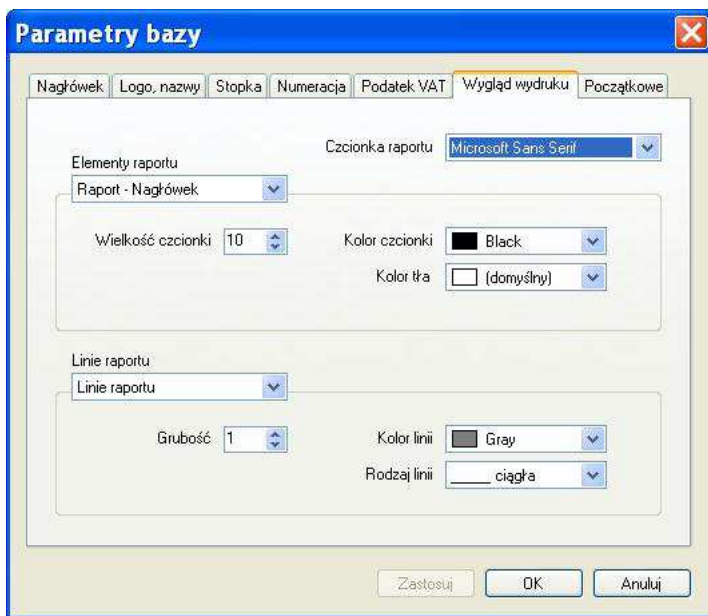 Parametry bazy
Nagłówek Logo, nazwy Stopka Numeracja Podatek VAT Wygląd wydruku Początkowe
Czcionka raportu Microsoft Sans Serif
Elementy raportu
Raport - Nagłówek
Wielkość czcionki 10 Kolor czcionki Black
Kolor tła (domyślny)
Linie raportu
Linie raportu
Grubość 1 Kolor linii Gray
Rodzaj linii ciągła
Zastosuj OK Anuluj